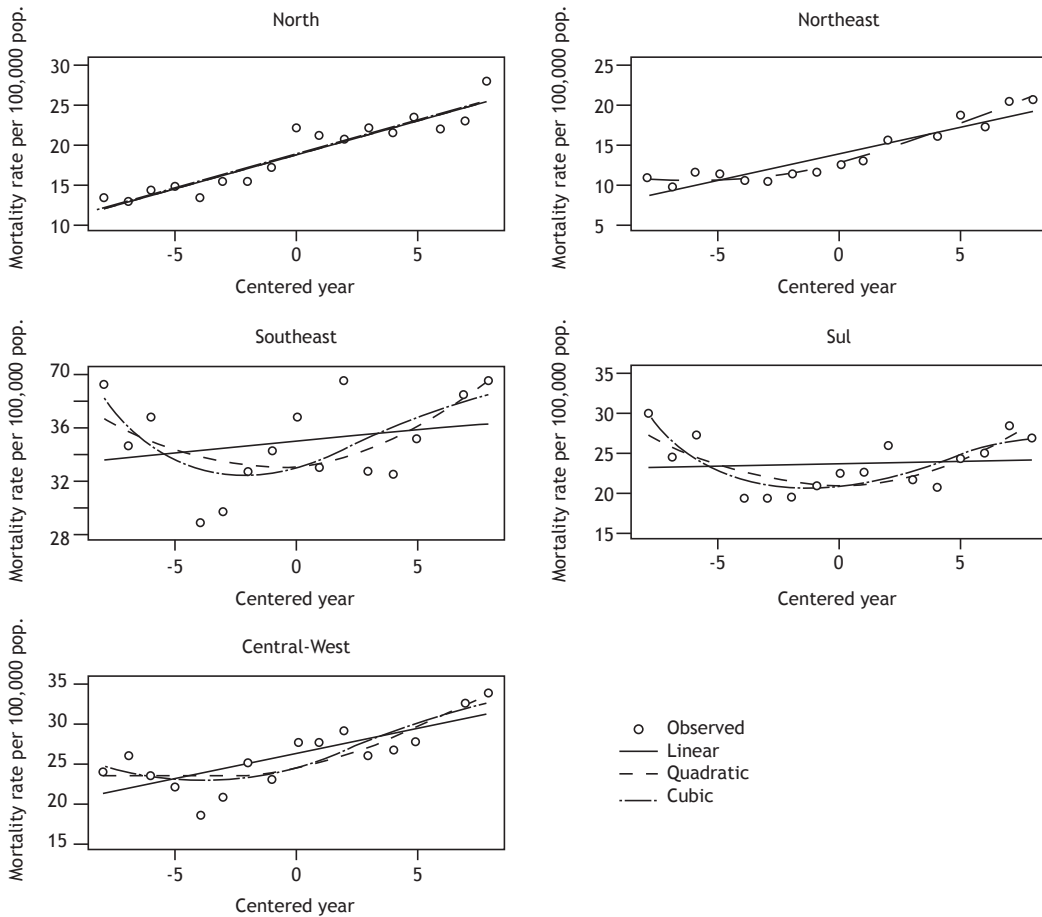 North
Mortality rate per 100,000 pop.
30
25
20
15
10
-5 0 5
Centered year
Northeast
Mortality rate per 100,000 pop.
25
20
15
10
5
-5 0 5
Centered year
Southeast
Mortality rate per 100,000 pop.
70
36
32
28
-5 0 5
Centered year
Sul
Mortality rate per 100,000 pop.
35
30
25
20
15
-5 0 5
Centered year
Central-West
Mortality rate per 100,000 pop.
35
30
25
20
15
-5 0 5
Centered year
Observed
Linear
Quadratic
Cubic